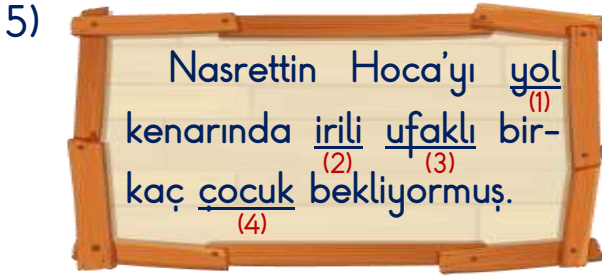 5)
Nasrettin Hoca'yı yol
(1)
kenarında irili ufaklı bir-
(2) (3)
kaç çocuk bekliyormuş.
(4)